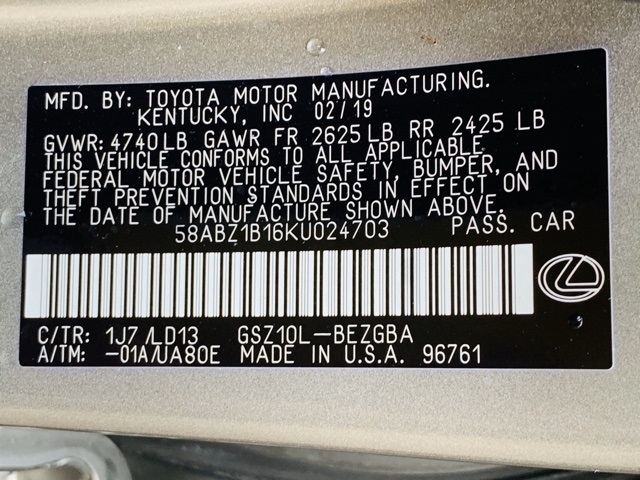 MFD. BY: TOYOTA MOTOR MANUFACTURING.
KENTUCKY, INC 02/19
GVWR: 4740LB GAWR FR 2625LB RR 2425 LB
THIS VEHICLE CONFORMS TO ALL APPLICABLE
FEDERAL MOTOR VEHICLE SAFETY, BUMPER, AND
THEFT PREVENTION STANDARDS IN EFFECT ON
THE DATE OF MANUFACTURE SHOWN ABOVE.
58ABZ1B16KU024703 PASS. CAR
C/TR: 1J7 /LD13 GSZ10L-BEZGBA
A/TM: -01A/UA80E MADE IN U.S.A. 96761